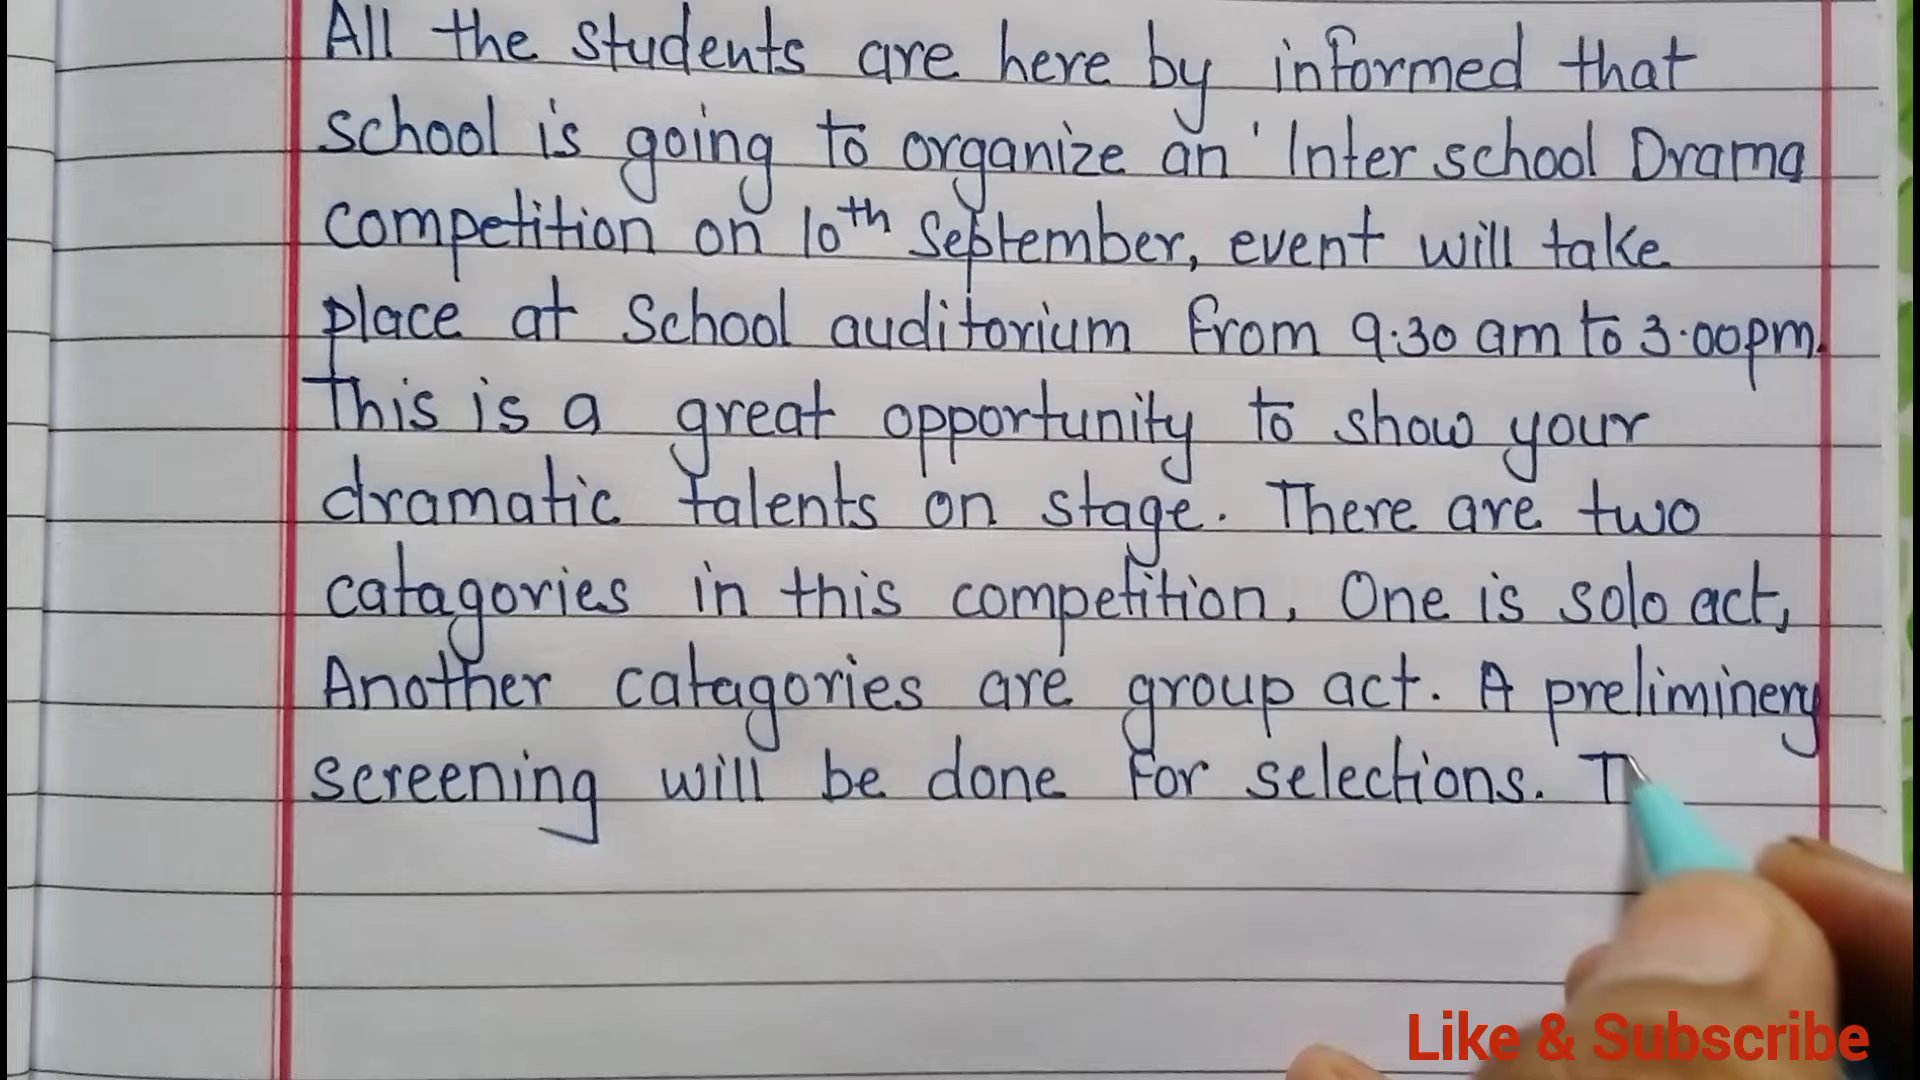 All the students are here by informed that
school is going to organize an ' Inter school Drama
competition on 10th September, event will take
place at School auditorium from 9.30 am to 3.00pm.
This is a great opportunity to show your
dramatic talents on stage. There are two
catagories in this competition, One is solo act,
Another catagories are group act. A preliminery
screening will be done for selections. T
Like & Subscribe